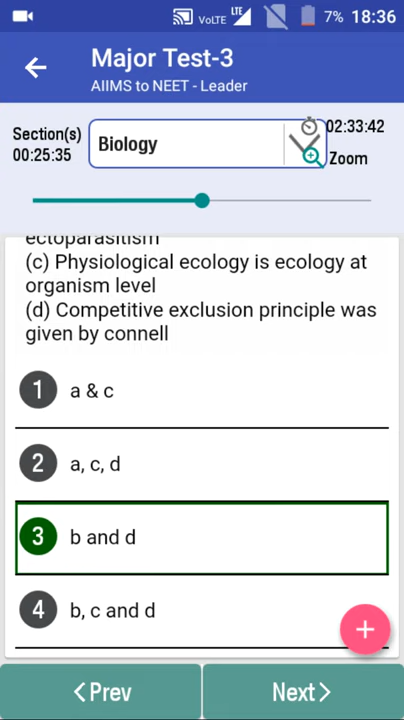 VoLTE LTE 7% 18:36
Major Test-3
AIIMS to NEET - Leader
Section(s)
00:25:35
Biology
02:33:42
Zoom
ectoparasitism
(c) Physiological ecology is ecology at
organism level
(d) Competitive exclusion principle was
given by connell
1 a & c
2 a, c, d
3 b and d
4 b, c and d
+
<Prev
Next>